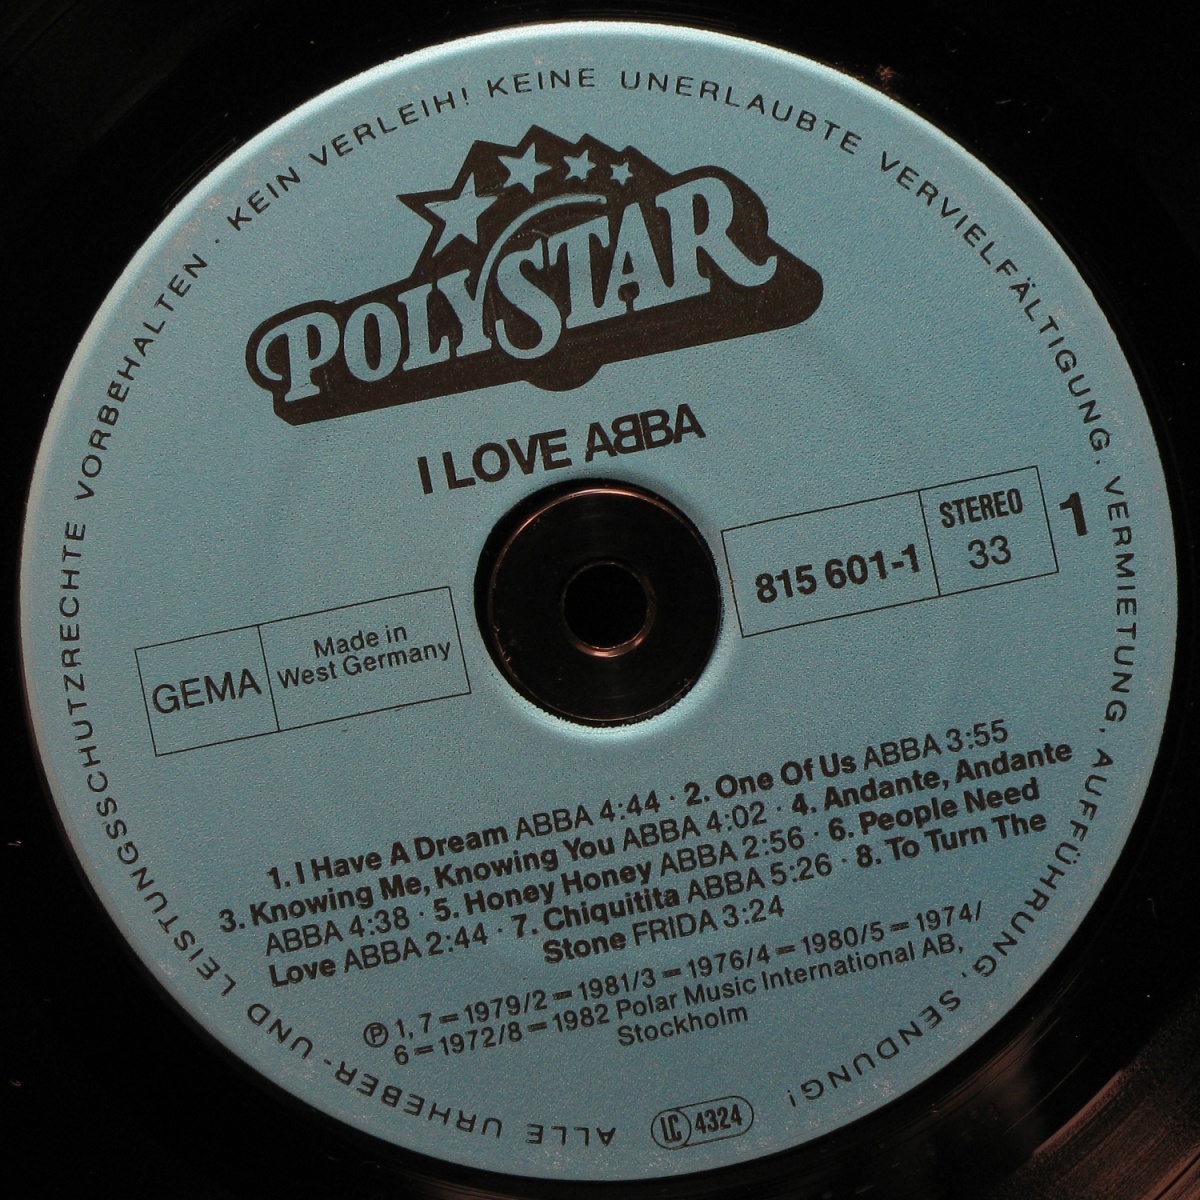 ALLE URHEBER- UND LEISTUNGSSCHUTZRECHTE VORBEHALTEN · KEIN VERLEIH! KEINE UNERLAUBTE VERVIELFÄLTIGUNG, VERMIETUNG, AUFFÜHRUNG, SENDUNG!
POLYSTAR
I LOVE ABBA
815 601-1
STEREO
33
1
GEMA
Made in
West Germany
1. I Have A Dream ABBA 4:44 · 2. One Of Us ABBA 3:55
3. Knowing Me, Knowing You ABBA 4:02 · 4. Andante, Andante
ABBA 4:38 · 5. Honey Honey ABBA 2:56 · 6. People Need
Love ABBA 2:44 · 7. Chiquitita ABBA 5:26 · 8. To Turn The
Stone FRIDA 3:24
℗ 1, 7 = 1979/2 = 1981/3 = 1976/4 = 1980/5 = 1974/
6 = 1972/8 = 1982 Polar Music International AB,
Stockholm
LC 4324